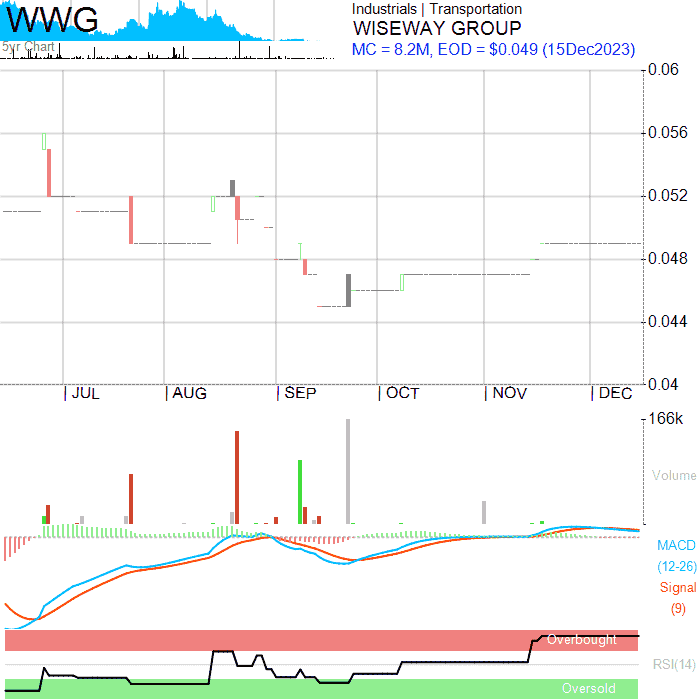 WWG
5yr Chart
Industrials | Transportation
WISEWAY GROUP
MC = 8.2M, EOD = $0.049 (15Dec2023)
0.06
0.056
0.052
0.048
0.044
0.04
JUL AUG SEP OCT NOV DEC
166k
Volume
MACD
(12-26)
Signal
(9)
Overbought
RSI(14)
Oversold